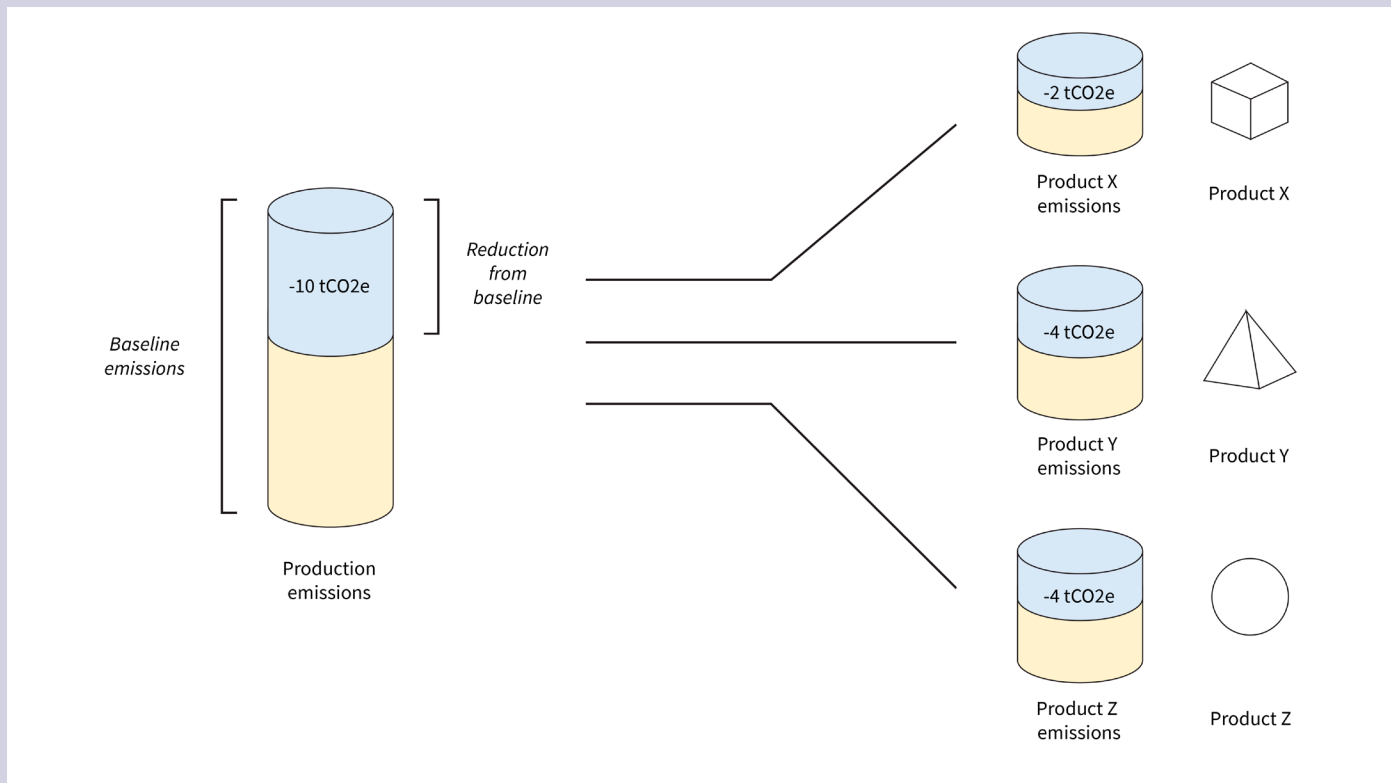 Baseline
emissions
-10 tCO2e
Reduction
from
baseline
Production
emissions
-2 tCO2e
Product X
emissions
Product X
-4 tCO2e
Product Y
emissions
Product Y
-4 tCO2e
Product Z
emissions
Product Z